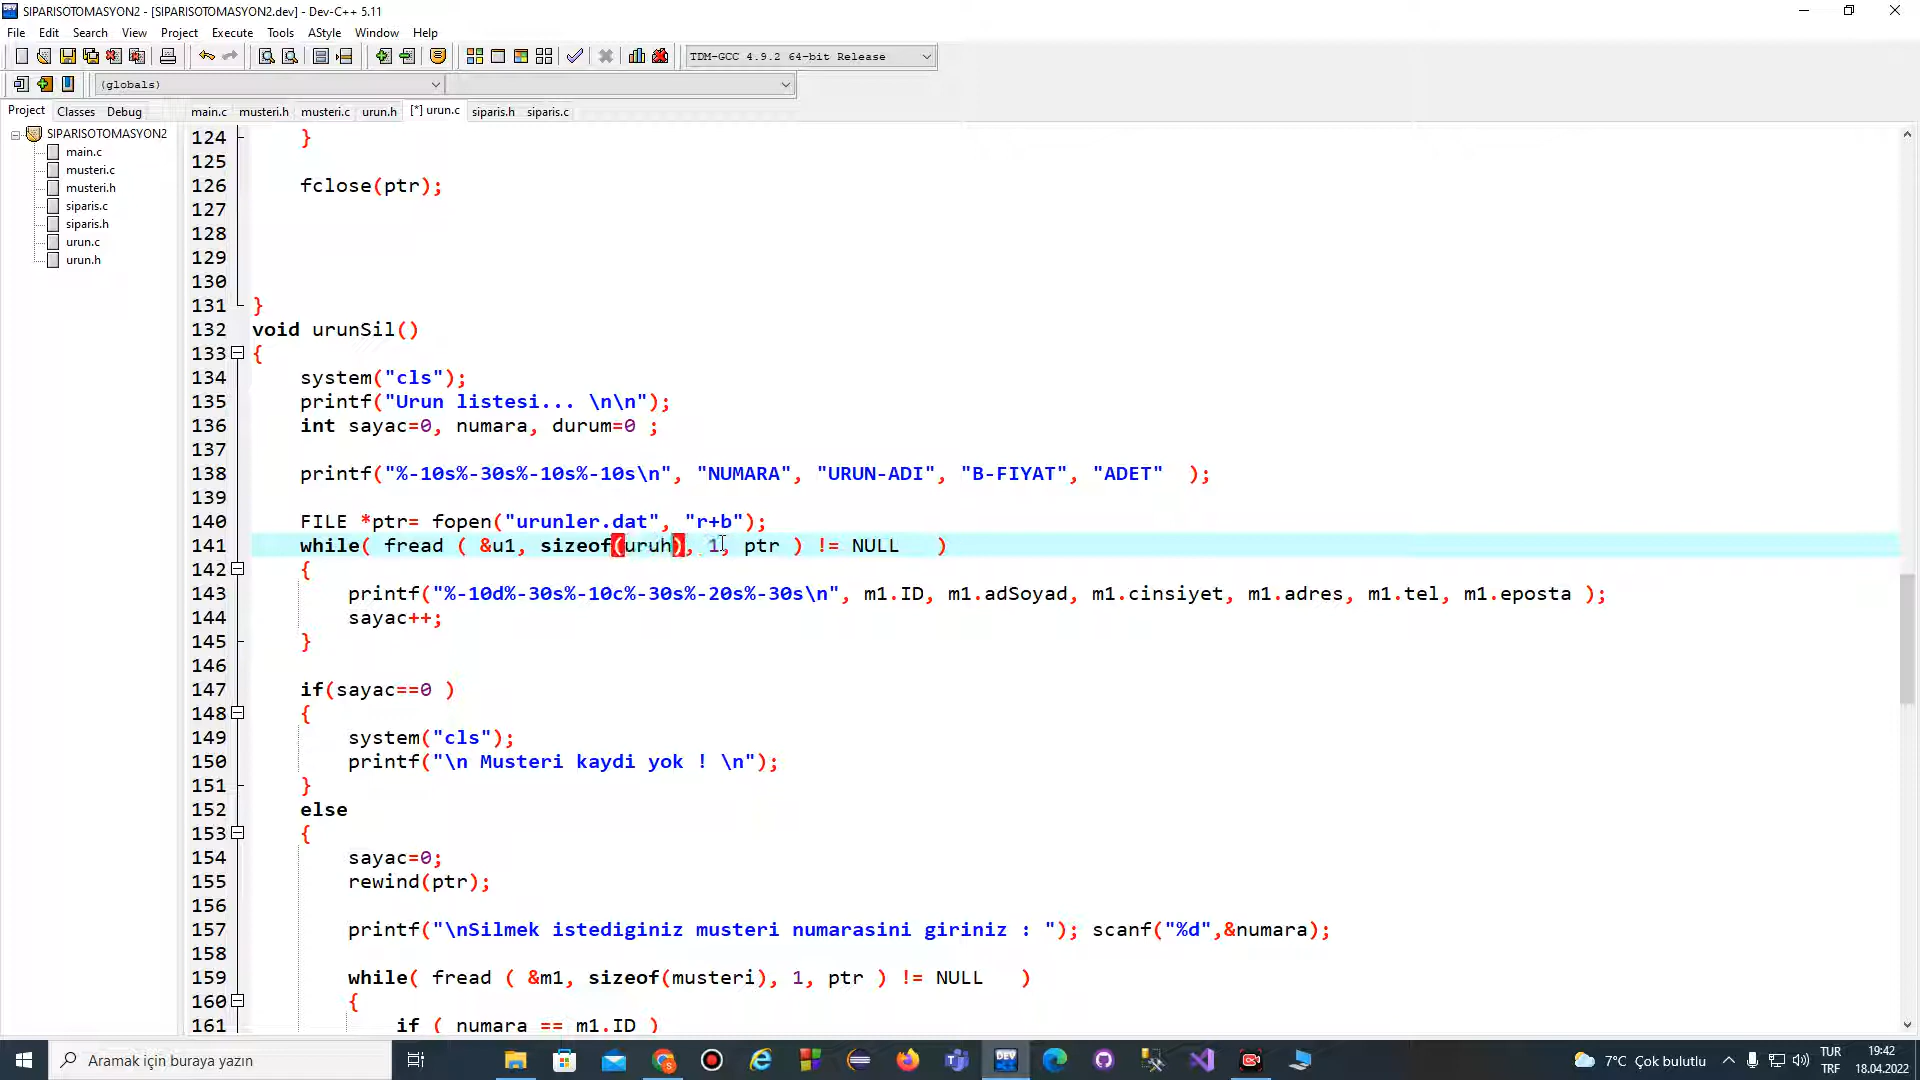 SIPARISOTOMASYON2 - [SIPARISOTOMASYON2.dev] - Dev-C++ 5.11
File Edit Search View Project Execute Tools AStyle Window Help
TDM-GCC 4.9.2 64-bit Release
(globals)
Project Classes Debug
main.c musteri.h musteri.c urun.h [*] urun.c siparis.h siparis.c
SIPARISOTOMASYON2
main.c
musteri.c
musteri.h
siparis.c
siparis.h
urun.c
urun.h
124 }
125
126 fclose(ptr);
127
128
129
130
131 }
132 void urunSil()
133 {
134 system("cls");
135 printf("Urun listesi... \n\n");
136 int sayac=0, numara, durum=0 ;
137
138 printf("%-10s%-30s%-10s%-10s\n", "NUMARA", "URUN-ADI", "B-FIYAT", "ADET"  );
139
140 FILE *ptr= fopen("urunler.dat", "r+b");
141 while( fread ( &u1, sizeof(uruh), 1, ptr ) != NULL   )
142 {
143 printf("%-10d%-30s%-10c%-30s%-20s%-30s\n", m1.ID, m1.adSoyad, m1.cinsiyet, m1.adres, m1.tel, m1.eposta );
144 sayac++;
145 }
146
147 if(sayac==0 )
148 {
149 system("cls");
150 printf("\n Musteri kaydi yok ! \n");
151 }
152 else
153 {
154 sayac=0;
155 rewind(ptr);
156
157 printf("\nSilmek istediginiz musteri numarasini giriniz : "); scanf("%d",&numara);
158
159 while( fread ( &m1, sizeof(musteri), 1, ptr ) != NULL   )
160 {
161 if ( numara == m1.ID )
Aramak için buraya yazın
7°C Çok bulutlu
TUR
TRF
19:42
18.04.2022